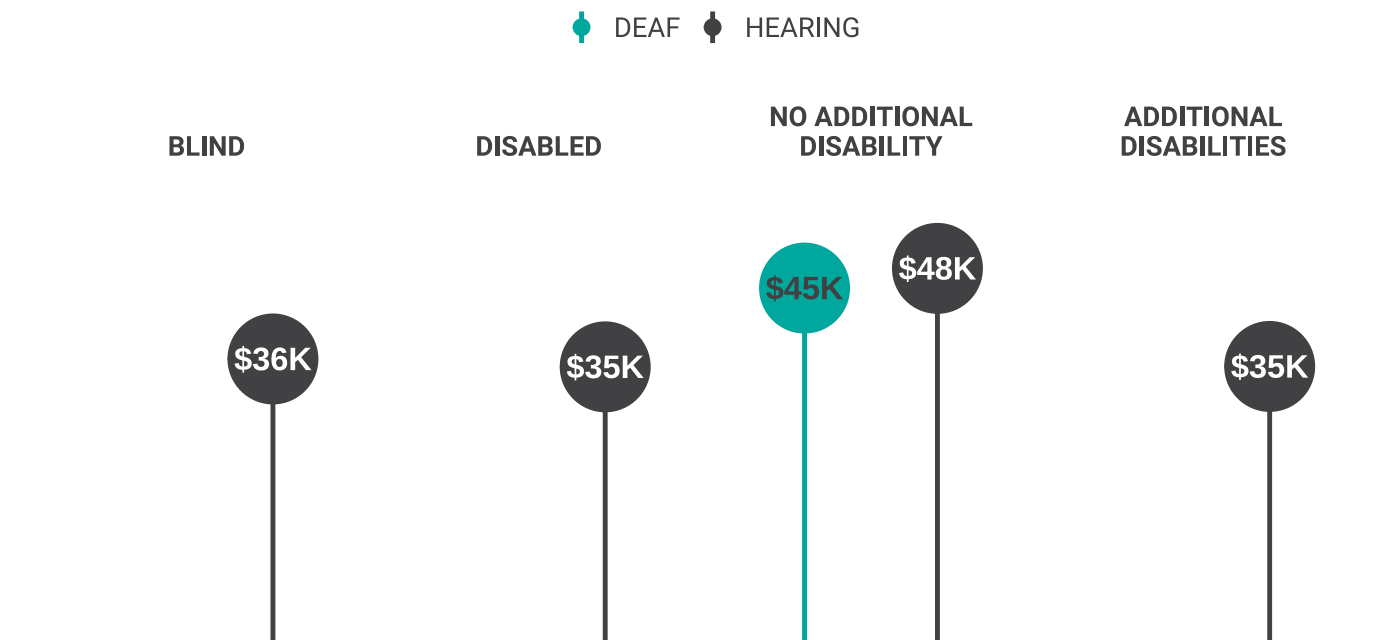 DEAF HEARING
BLIND
DISABLED
NO ADDITIONAL
DISABILITY
ADDITIONAL
DISABILITIES
$36K
$35K
$45K
$48K
$35K